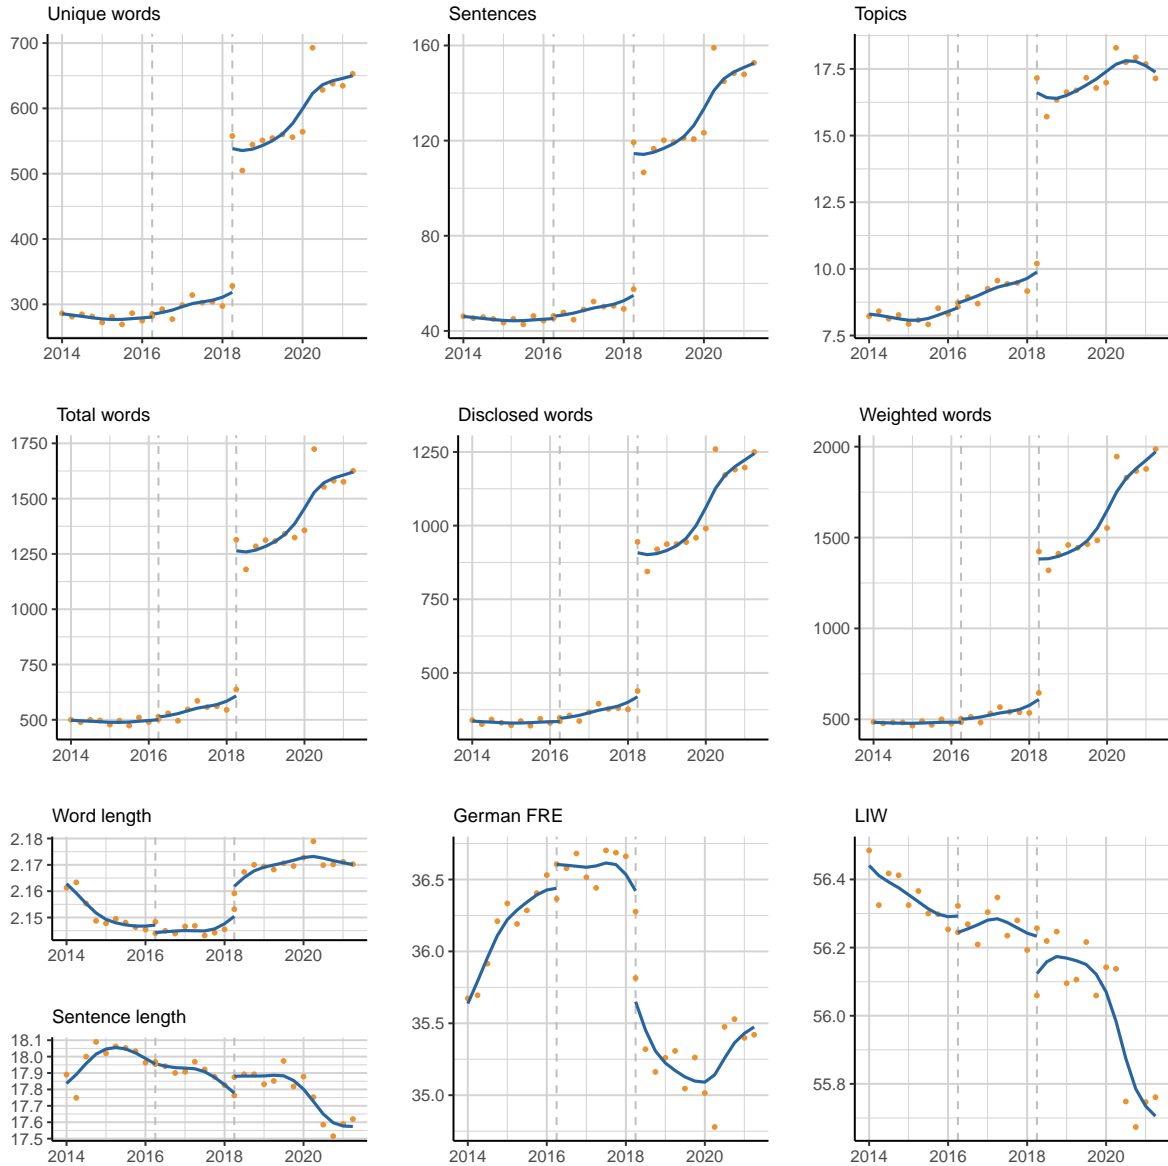 Unique words
700
600
500
400
300
2014 2016 2018 2020
Sentences
160
120
80
40
2014 2016 2018 2020
Topics
17.5
15.0
12.5
10.0
7.5
2014 2016 2018 2020
Total words
1750
1500
1250
1000
750
500
2014 2016 2018 2020
Disclosed words
1250
1000
750
500
2014 2016 2018 2020
Weighted words
2000
1500
1000
500
2014 2016 2018 2020
Word length
2.18
2.17
2.16
2.15
2014 2016 2018 2020
Sentence length
18.1
18.0
17.9
17.8
17.7
17.6
17.5
2014 2016 2018 2020
German FRE
36.5
36.0
35.5
35.0
2014 2016 2018 2020
LIW
56.4
56.2
56.0
55.8
2014 2016 2018 2020